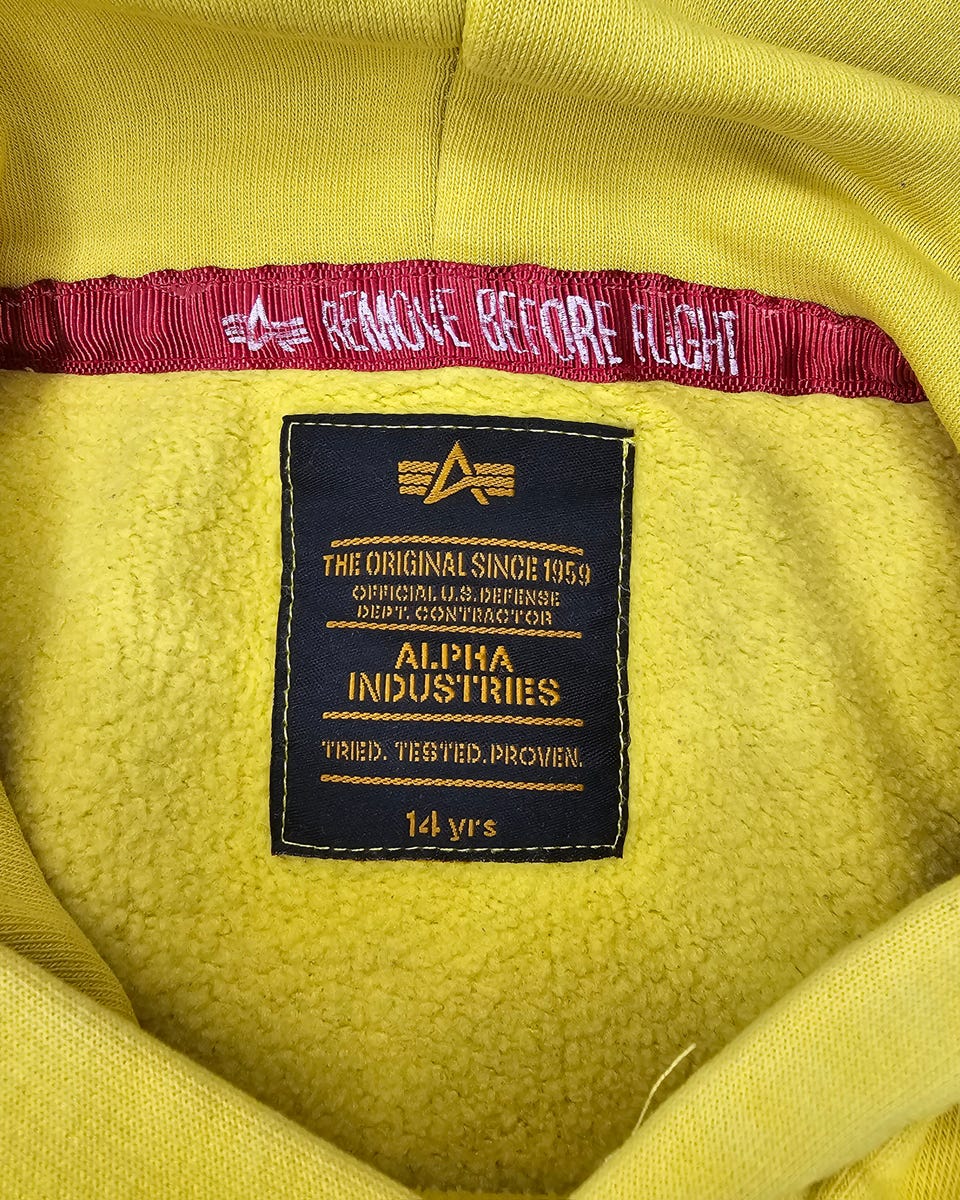 REMOVE BEFORE FLIGHT
THE ORIGINAL SINCE 1959
OFFICIAL U.S. DEFENSE
DEPT. CONTRACTOR
ALPHA
INDUSTRIES
TRIED. TESTED. PROVEN.
14 yrs